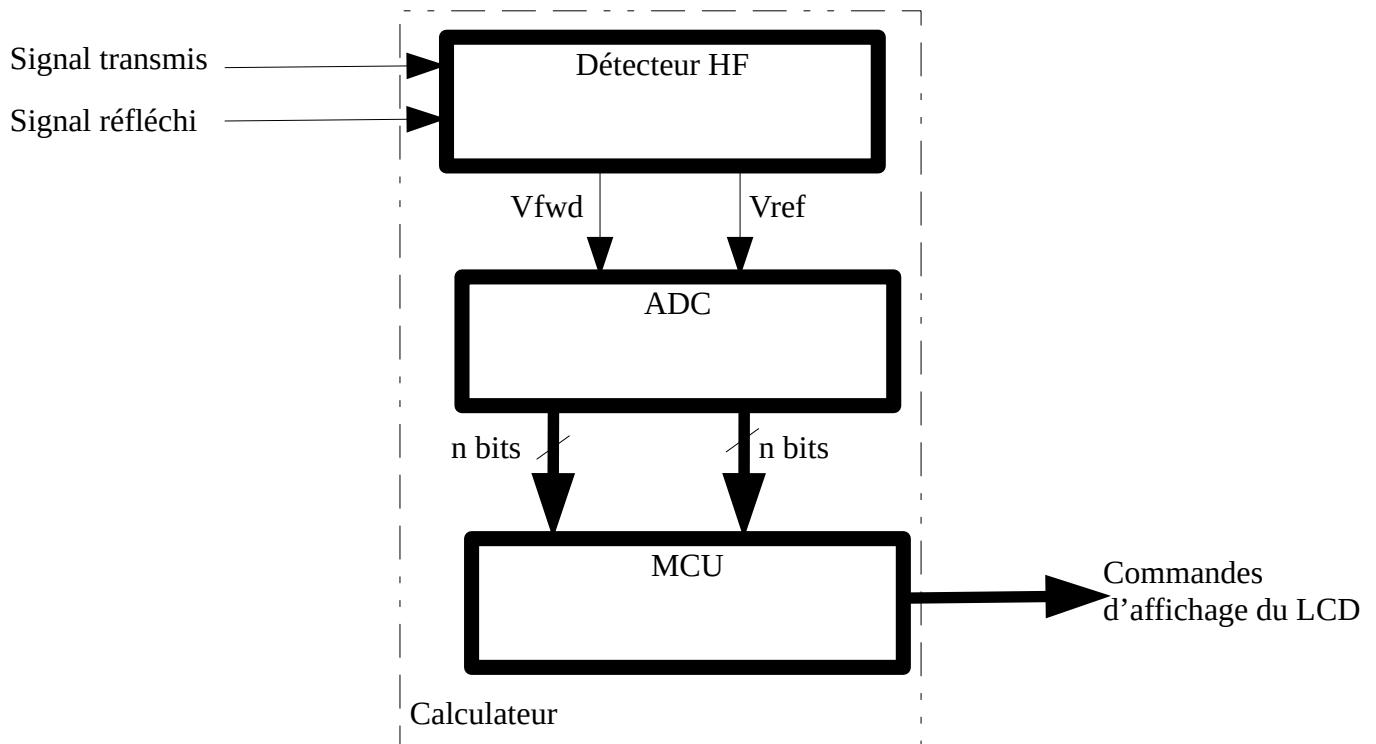 Signal transmis
Détecteur HF
Signal réfléchi
Vfwd
Vref
ADC
n bits
n bits
MCU
Commandes
d’affichage du LCD
Calculateur